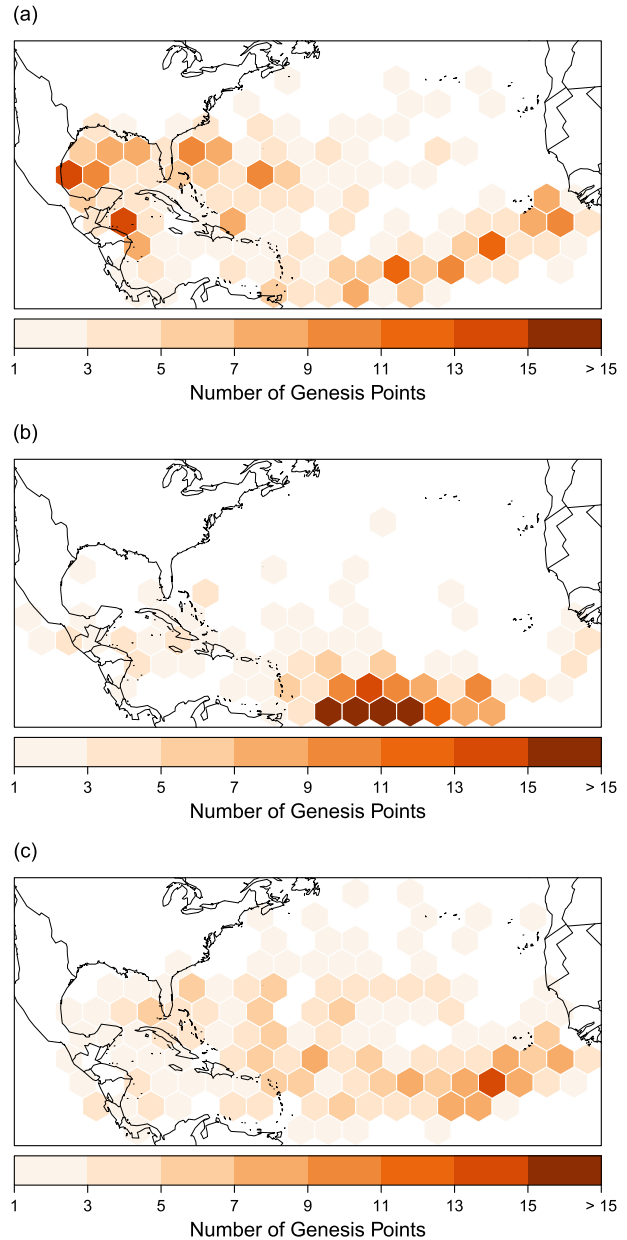 (a)
1 3 5 7 9 11 13 15 > 15
Number of Genesis Points
(b)
1 3 5 7 9 11 13 15 > 15
Number of Genesis Points
(c)
1 3 5 7 9 11 13 15 > 15
Number of Genesis Points